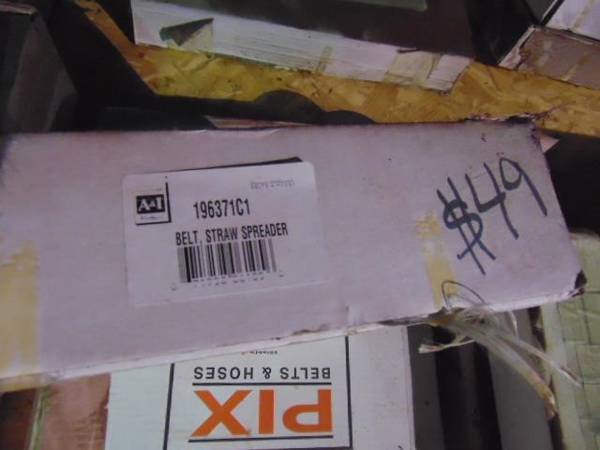 A&I
196371C1
BELT, STRAW SPREADER
$49
BELTS & HOSES
PIX